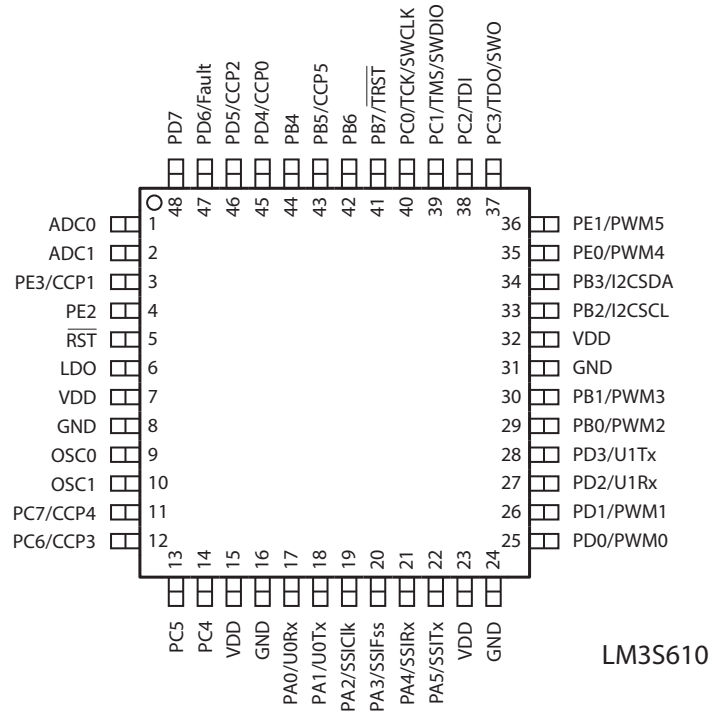 PD7
PD6/Fault
PD5/CCP2
PD4/CCP0
PB4
PB5/CCP5
PB6
PB7/TRST
PC0/TCK/SWCLK
PC1/TMS/SWDIO
PC2/TDI
PC3/TDO/SWO
48
47
46
45
44
43
42
41
40
39
38
37
ADC0 1
ADC1 2
PE3/CCP1 3
PE2 4
RST 5
LDO 6
VDD 7
GND 8
OSC0 9
OSC1 10
PC7/CCP4 11
PC6/CCP3 12
36 PE1/PWM5
35 PE0/PWM4
34 PB3/I2CSDA
33 PB2/I2CSCL
32 VDD
31 GND
30 PB1/PWM3
29 PB0/PWM2
28 PD3/U1Tx
27 PD2/U1Rx
26 PD1/PWM1
25 PD0/PWM0
13
14
15
16
17
18
19
20
21
22
23
24
PC5
PC4
VDD
GND
PA0/U0Rx
PA1/U0Tx
PA2/SSIClk
PA3/SSIFss
PA4/SSIRx
PA5/SSITx
VDD
GND
LM3S610